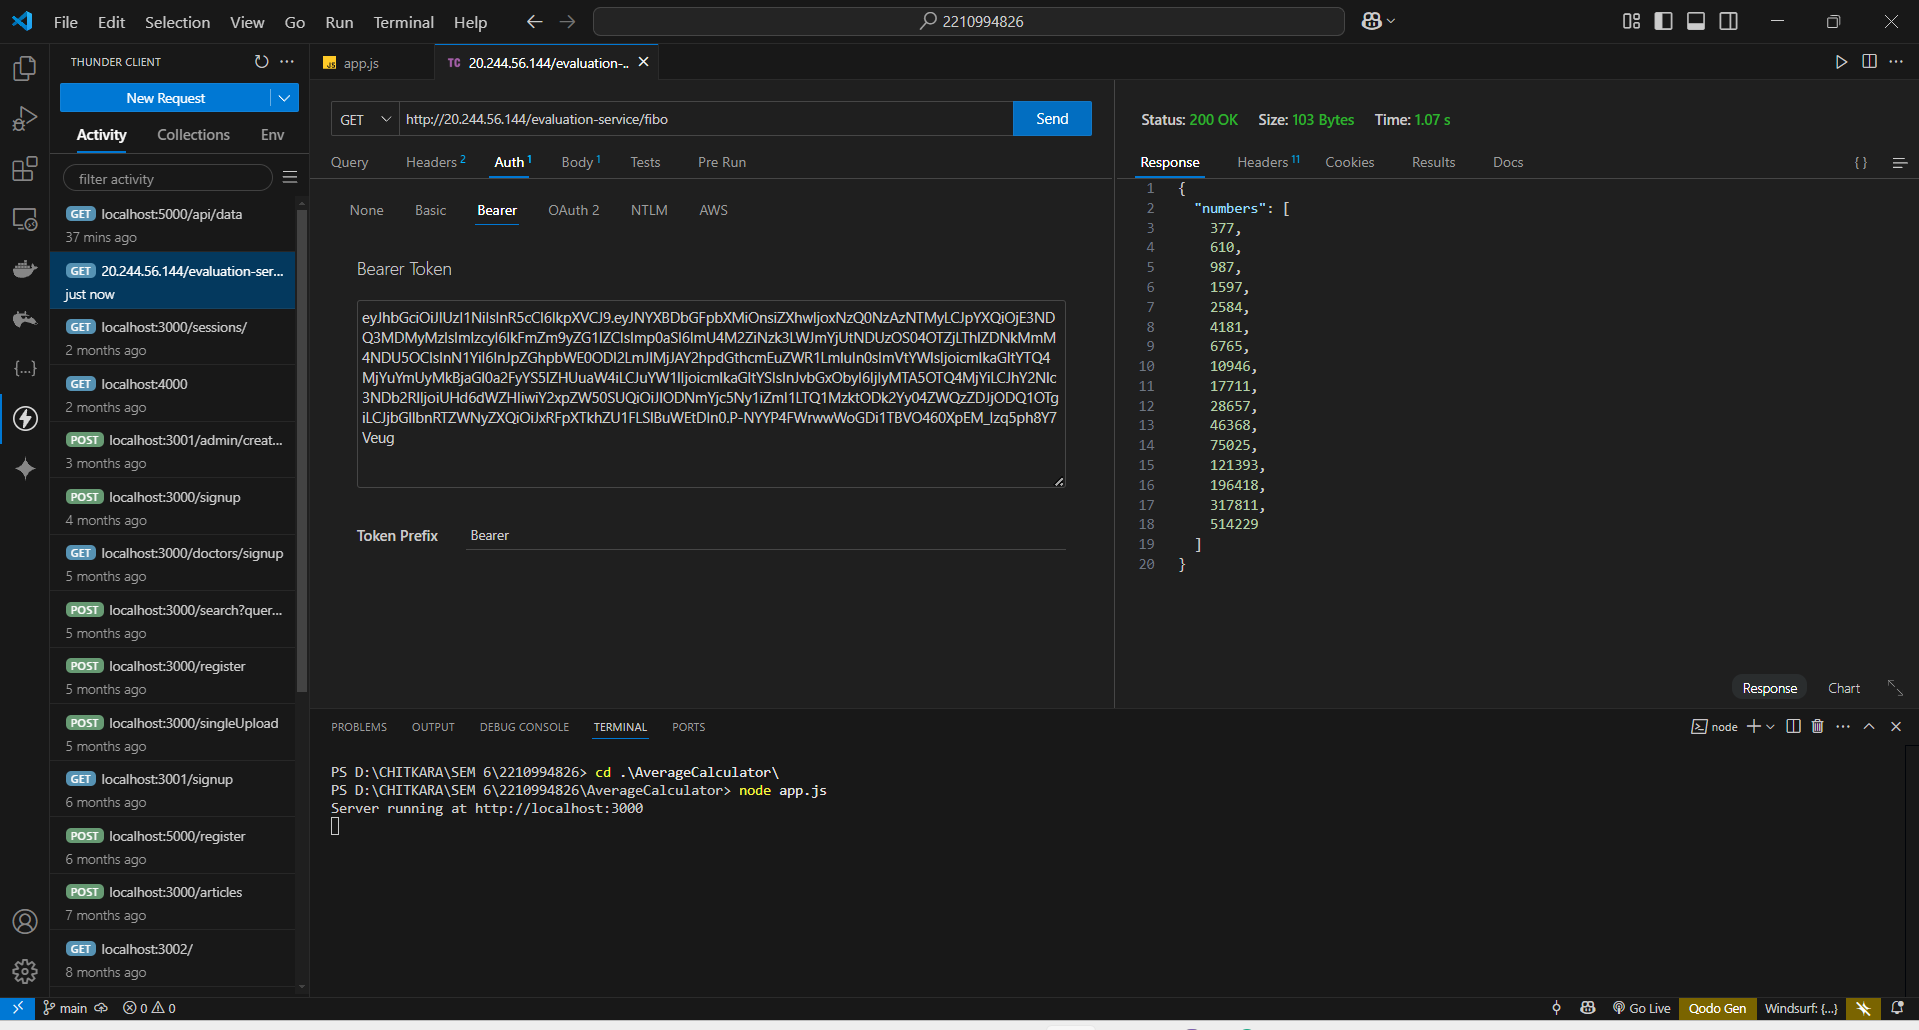 File Edit Selection View Go Run Terminal Help
2210994826
THUNDER CLIENT
New Request
Activity Collections Env
filter activity
GET localhost:5000/api/data
37 mins ago
GET 20.244.56.144/evaluation-ser...
just now
GET localhost:3000/sessions/
2 months ago
GET localhost:4000
2 months ago
POST localhost:3001/admin/creat...
3 months ago
POST localhost:3000/signup
4 months ago
GET localhost:3000/doctors/signup
5 months ago
POST localhost:3000/search?quer...
5 months ago
POST localhost:3000/register
5 months ago
POST localhost:3000/singleUpload
5 months ago
GET localhost:3001/signup
6 months ago
POST localhost:5000/register
6 months ago
POST localhost:3000/articles
7 months ago
GET localhost:3002/
8 months ago
JS app.js
TC 20.244.56.144/evaluation-..
GET http://20.244.56.144/evaluation-service/fibo Send
Query Headers 2 Auth 1 Body 1 Tests Pre Run
None Basic Bearer OAuth 2 NTLM AWS
Bearer Token
Veug
Token Prefix Bearer
Status: 200 OK Size: 103 Bytes Time: 1.07 s
Response Headers 11 Cookies Results Docs { }
1 {
2 "numbers": [
3 377,
4 610,
5 987,
6 1597,
7 2584,
8 4181,
9 6765,
10 10946,
11 17711,
12 28657,
13 46368,
14 75025,
15 121393,
16 196418,
17 317811,
18 514229
19 ]
20 }
Response Chart
PROBLEMS OUTPUT DEBUG CONSOLE TERMINAL PORTS
node
PS D:\CHITKARA\SEM 6\2210994826> cd .\AverageCalculator\
PS D:\CHITKARA\SEM 6\2210994826\AverageCalculator> node app.js
Server running at http://localhost:3000
main 0 0
Go Live Qodo Gen Windsurf: {...}